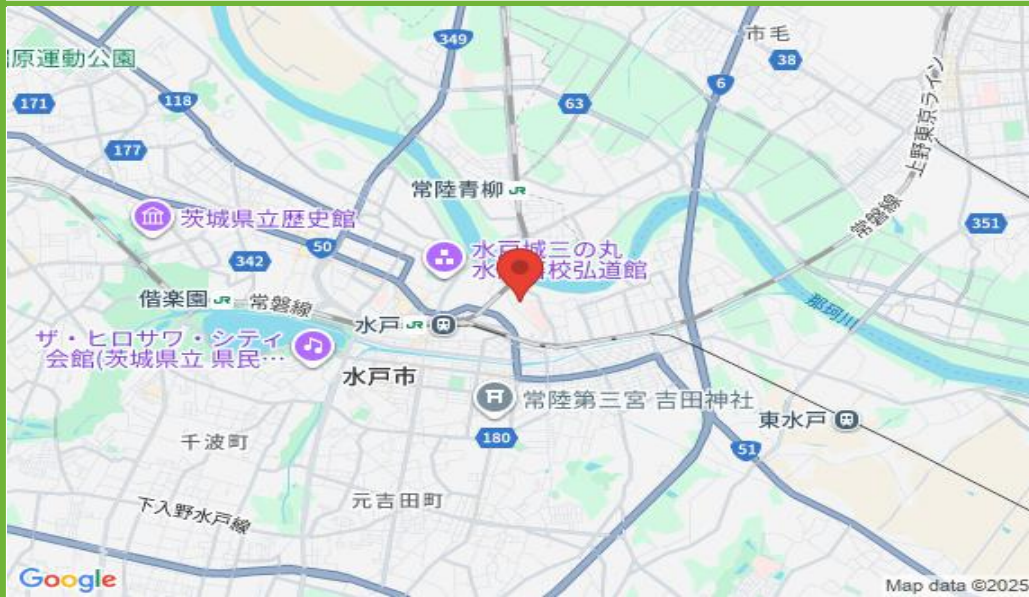 349
市毛
原運動公園
38
6
171
118
63
上野東京ライン
177
常陸青柳 JR
茨城県立歴史館
常磐線
351
50
水戸城三の丸
342
校弘道館
偕楽園 JR 常磐線
那珂川
水戸 JR
ザ・ヒロサワ・シティ
会館(茨城県立 県民…
水戸市
常陸第三宮 吉田神社
東水戸
180
千波町
51
元吉田町
下入野水戸線
Google
Map data ©2025